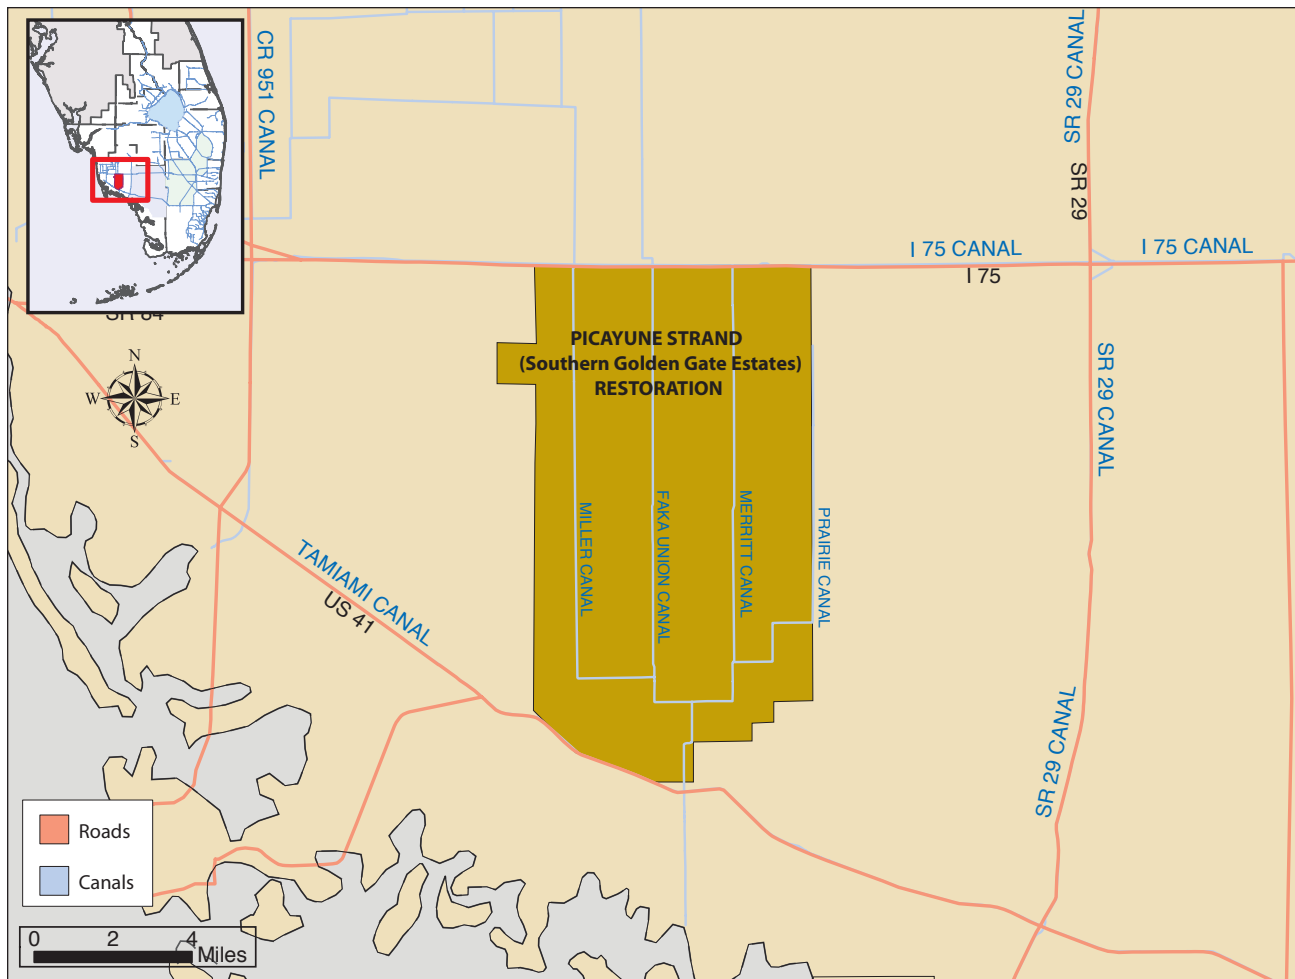 CR 951 CANAL
SR 29 CANAL
SR 29
I 75 CANAL
I 75 CANAL
I 75
SR 84
N
W
E
S
PICAYUNE STRAND
(Southern Golden Gate Estates)
RESTORATION
SR 29 CANAL
MILLER CANAL
FAKA UNION CANAL
MERRITT CANAL
PRAIRIE CANAL
TAMIAMI CANAL
US 41
SR 29 CANAL
Roads
Canals
0 2 4
Miles